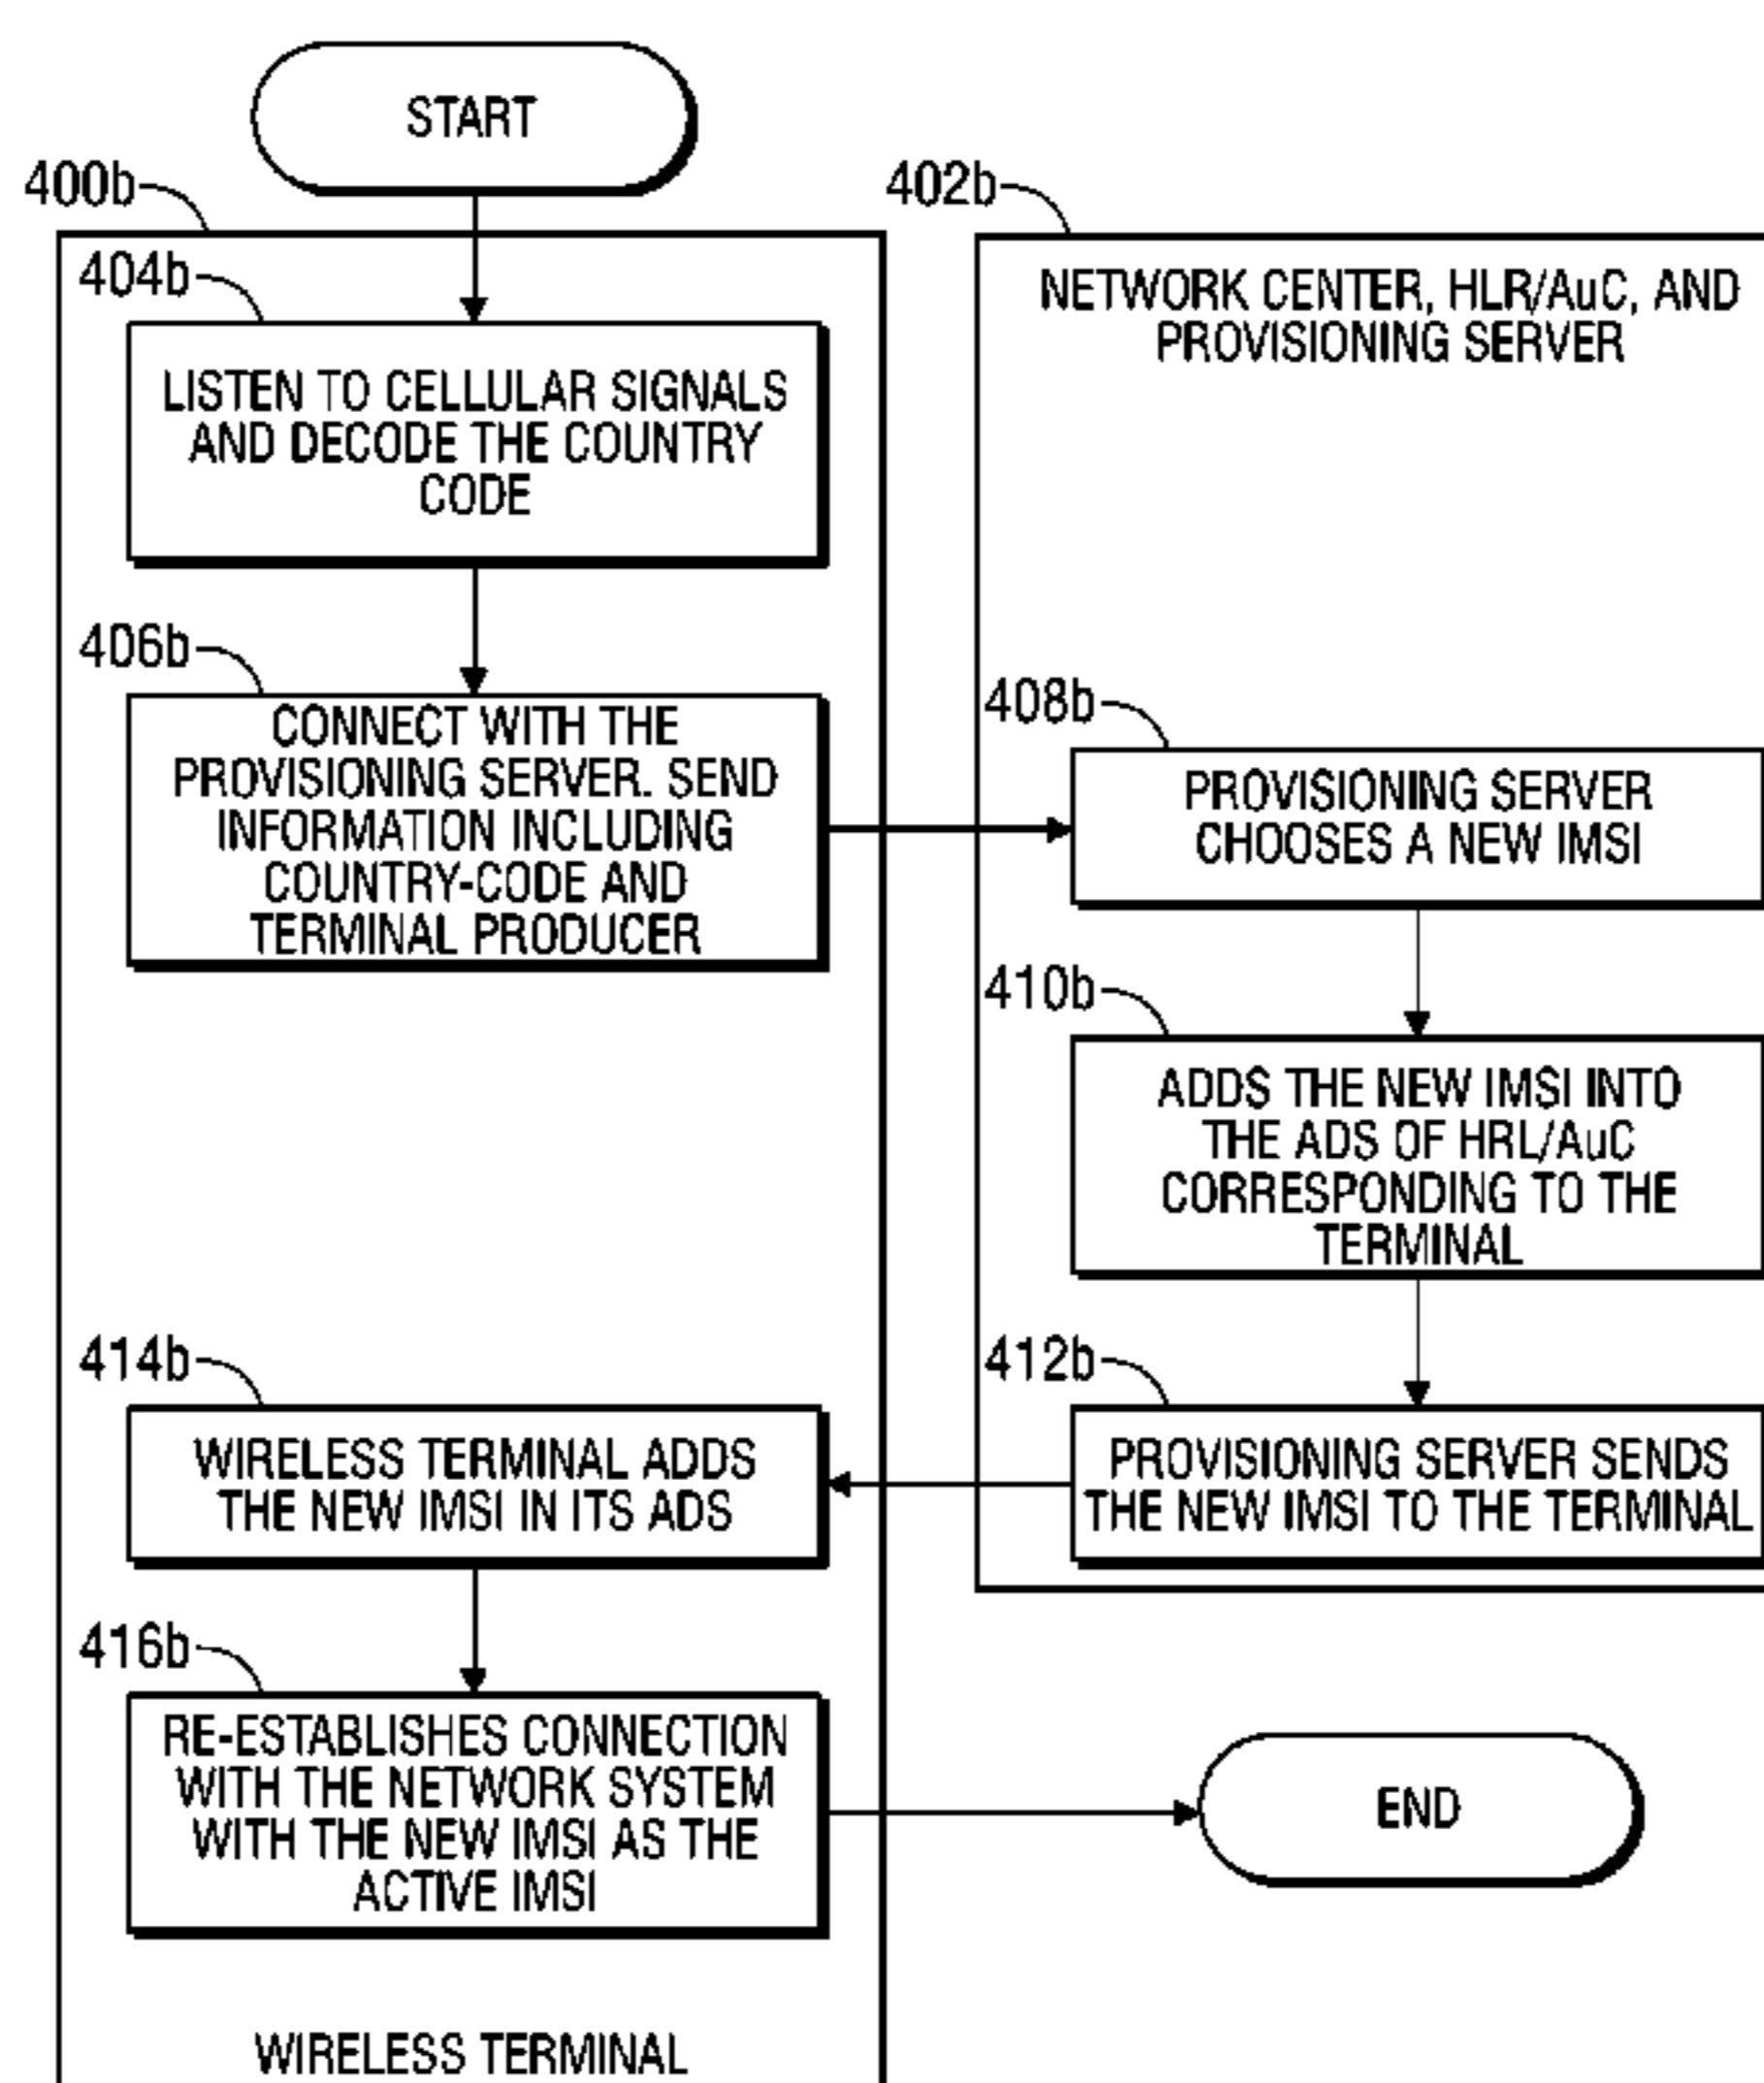 START
400b
402b
404b
NETWORK CENTER, HLR/AuC, AND
PROVISIONING SERVER
LISTEN TO CELLULAR SIGNALS
AND DECODE THE COUNTRY
CODE
406b
CONNECT WITH THE
PROVISIONING SERVER. SEND
INFORMATION INCLUDING
COUNTRY-CODE AND
TERMINAL PRODUCER
408b
PROVISIONING SERVER
CHOOSES A NEW IMSI
410b
ADDS THE NEW IMSI INTO
THE ADS OF HRL/AuC
CORRESPONDING TO THE
TERMINAL
412b
PROVISIONING SERVER SENDS
THE NEW IMSI TO THE TERMINAL
414b
WIRELESS TERMINAL ADDS
THE NEW IMSI IN ITS ADS
416b
RE-ESTABLISHES CONNECTION
WITH THE NETWORK SYSTEM
WITH THE NEW IMSI AS THE
ACTIVE IMSI
END
WIRELESS TERMINAL